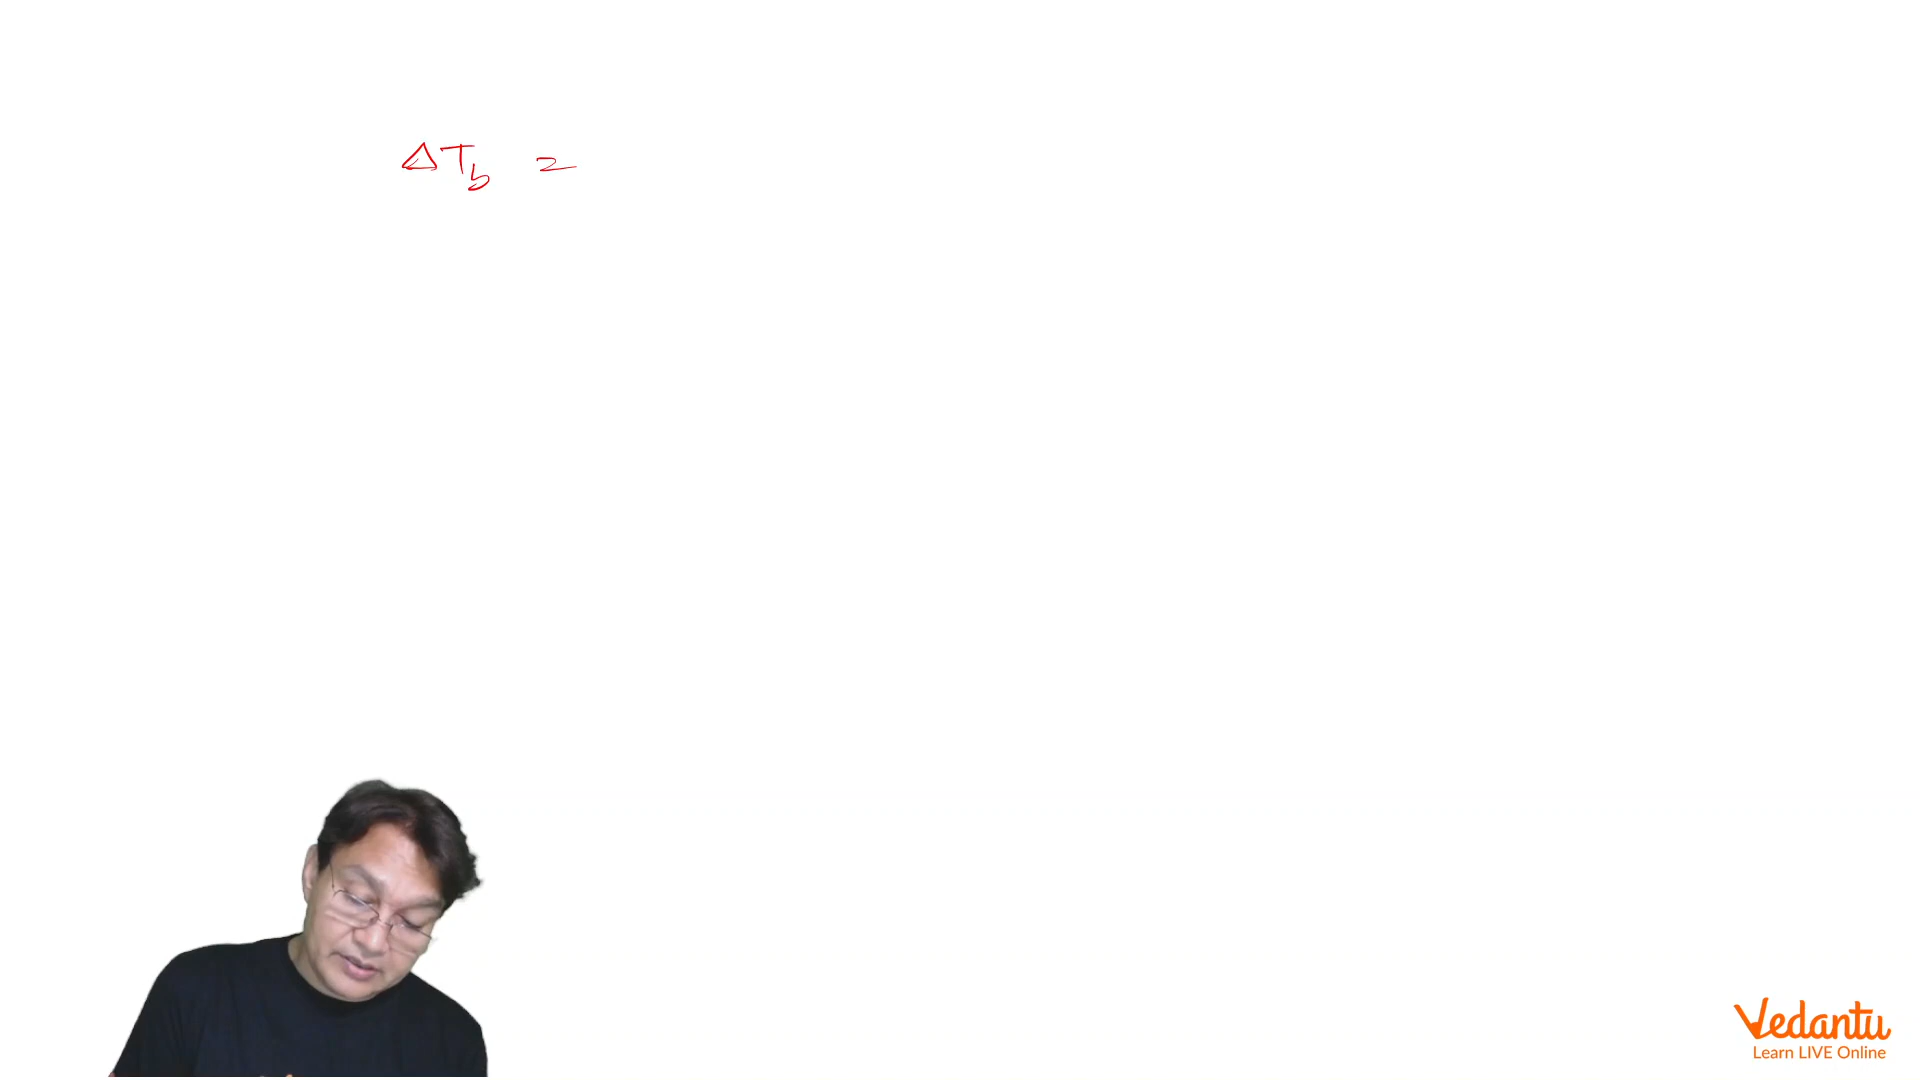 ΔT_b =
Vedantu
Learn LIVE Online